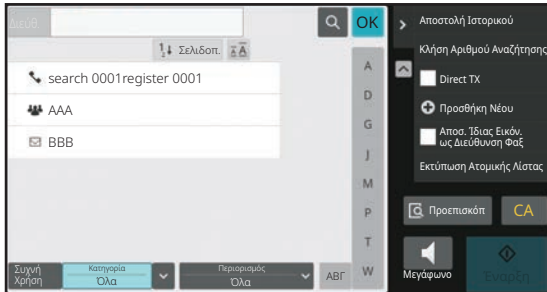 Διεύθ.
OK
Σελιδοπ.
search 0001register 0001
AAA
BBB
A
D
G
J
M
P
T
W
Συχνή
Χρήση
Κατηγορία
Όλα
Περιορισμός
Όλα
ΑΒΓ
Αποστολή Ιστορικού
Κλήση Αριθμού Αναζήτησης
Direct TX
Προσθήκη Νέου
Αποσ. Ίδιας Εικόν.
ως Διεύθυνση Φαξ
Εκτύπωση Ατομικής Λίστας
Προεπισκόπ
CA
Μεγάφωνο
Έναρξη